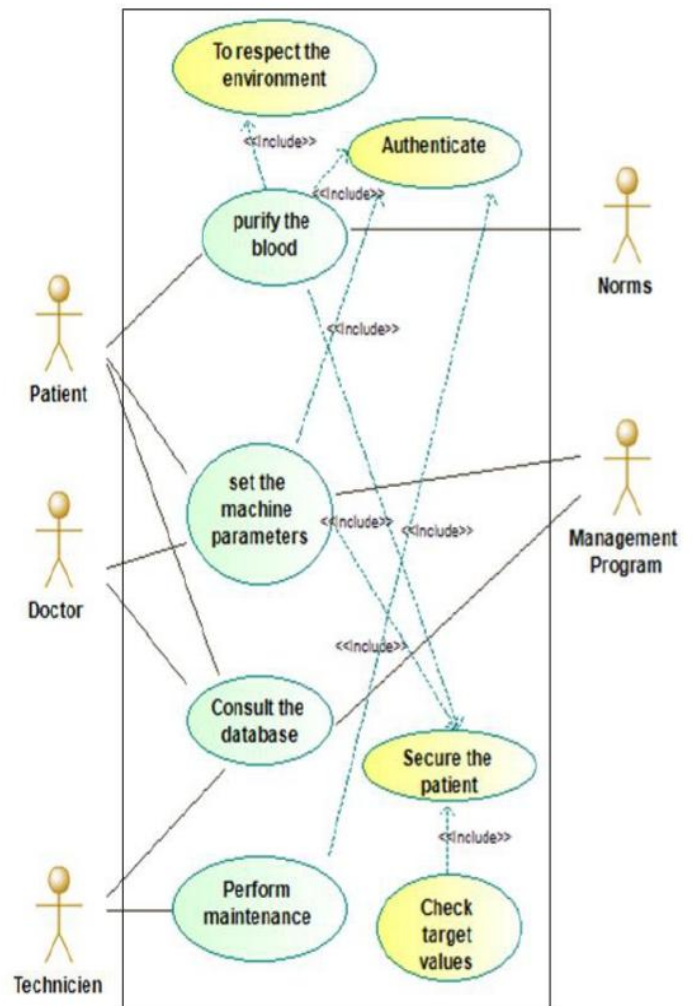 To respect the
environment
<<Include>>
Authenticate
<<Include>>
purify the
blood
Norms
<<Include>>
Patient
set the
machine
parameters
<<Include>>
<<Include>>
Management
Program
Doctor
<<Include>>
Consult the
database
Secure the
patient
<<Include>>
Perform
maintenance
Check
target
values
Technicien